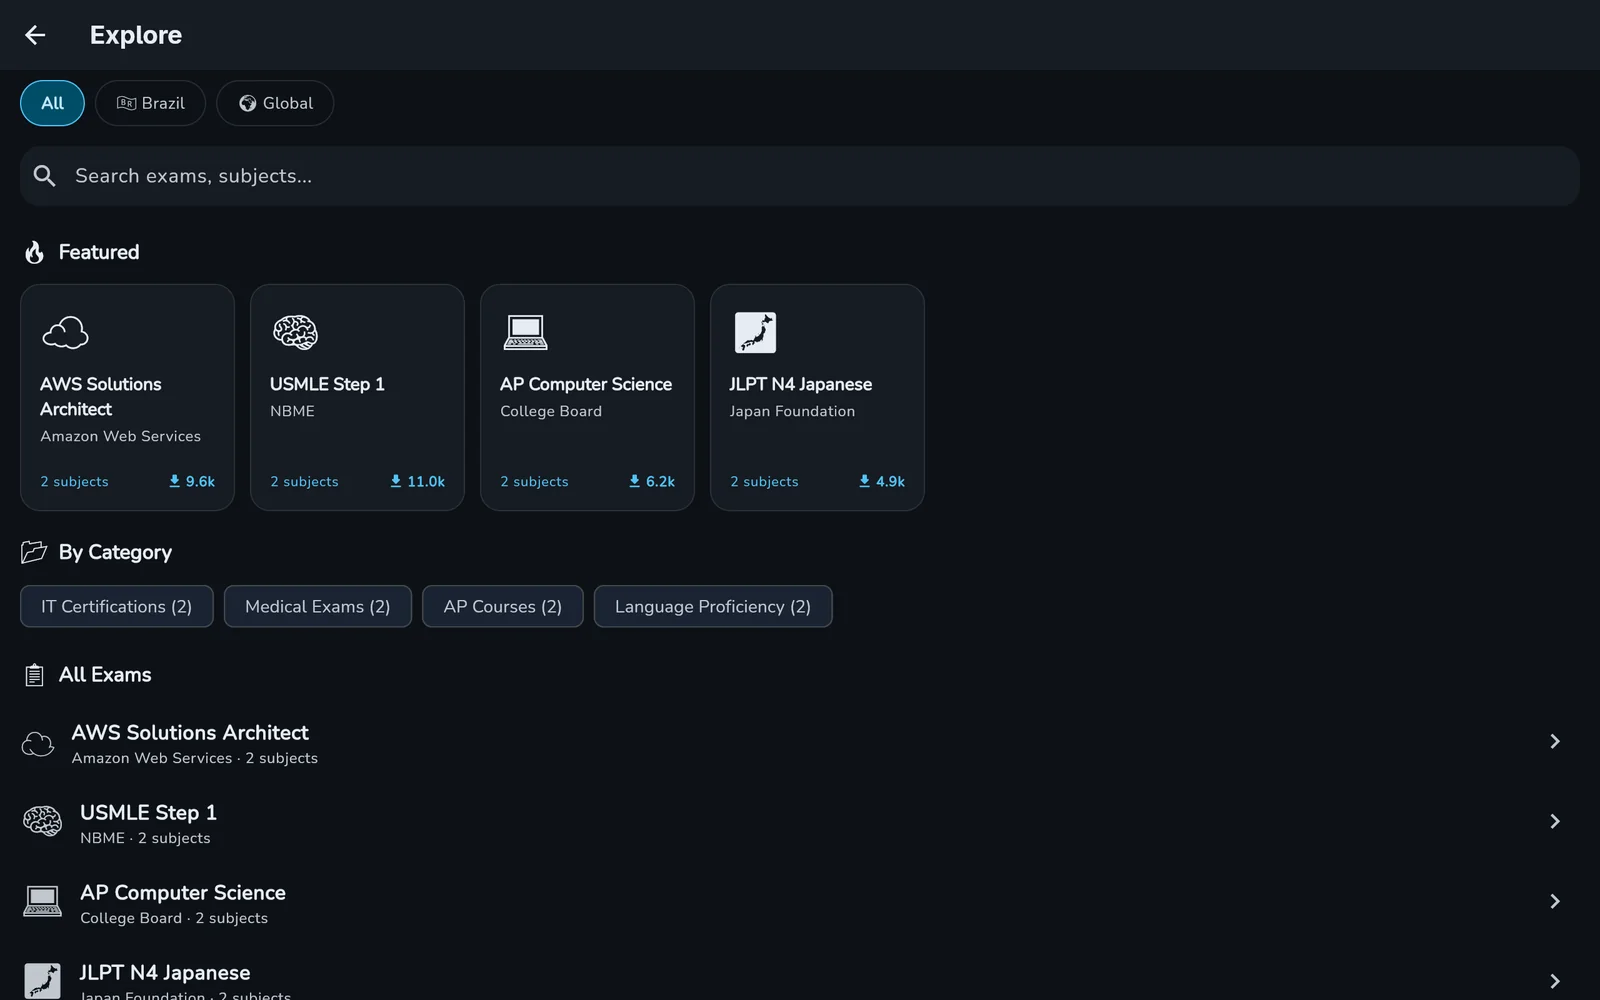 Explore
All
BR Brazil
Global
Search exams, subjects...
Featured
AWS Solutions
Architect
Amazon Web Services
2 subjects
9.6k
USMLE Step 1
NBME
2 subjects
11.0k
AP Computer Science
College Board
2 subjects
6.2k
JLPT N4 Japanese
Japan Foundation
2 subjects
4.9k
By Category
IT Certifications (2)
Medical Exams (2)
AP Courses (2)
Language Proficiency (2)
All Exams
AWS Solutions Architect
Amazon Web Services · 2 subjects
USMLE Step 1
NBME · 2 subjects
AP Computer Science
College Board · 2 subjects
JLPT N4 Japanese
Japan Foundation · 2 subjects